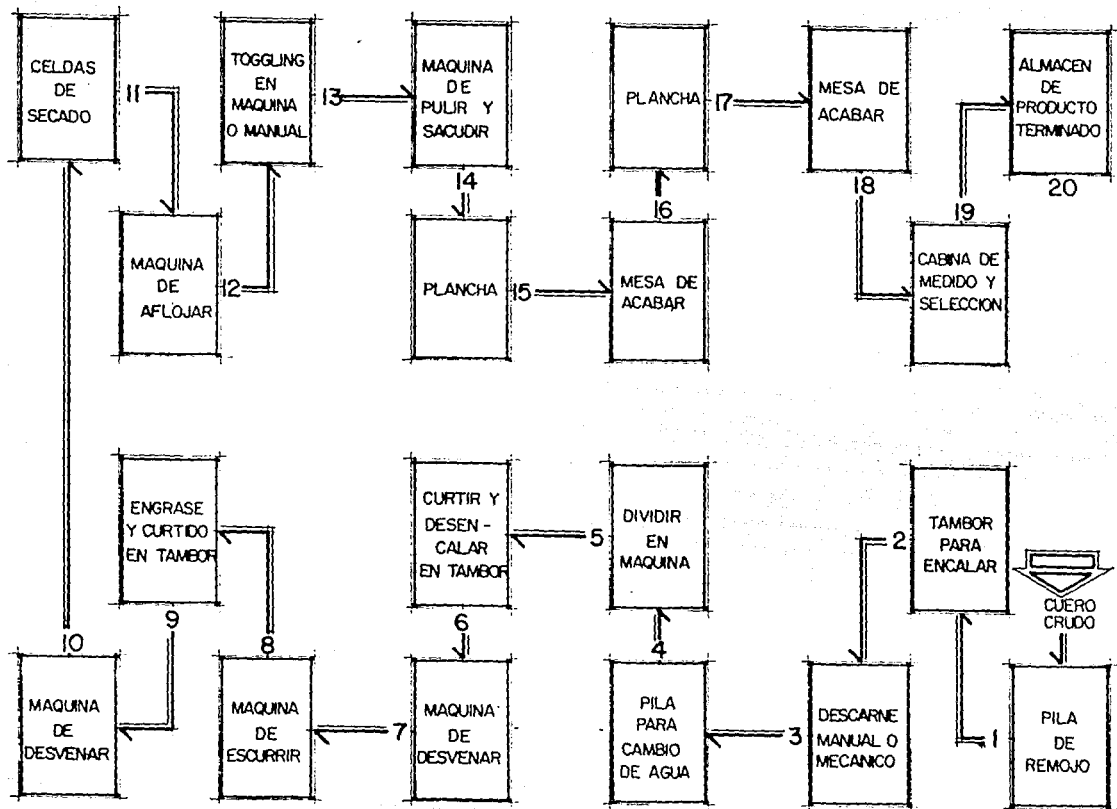 CELDAS
DE
SECADO
11
TOGGLING
EN
MAQUINA
O MANUAL
13
MAQUINA
DE
PULIR Y
SACUDIR
14
PLANCHA
17
MESA DE
ACABAR
18
ALMACEN
DE
PRODUCTO
TERMINADO
20
MAQUINA
DE
AFLOJAR
12
PLANCHA
15
16
MESA DE
ACABAR
19
CABINA DE
MEDIDO Y
SELECCION
ENGRASE
Y CURTIDO
EN TAMBOR
9
CURTIR Y
DESEN-
CALAR
EN TAMBOR
6
5
DIVIDIR
EN
MAQUINA
2
TAMBOR
PARA
ENCALAR
CUERO
CRUDO
10
MAQUINA
DE
DESVENAR
8
MAQUINA
DE
ESCURRIR
7
MAQUINA
DE
DESVENAR
4
PILA
PARA
CAMBIO
DE AGUA
3
DESCARNE
MANUAL O
MECANICO
1
PILA
DE
REMOJO